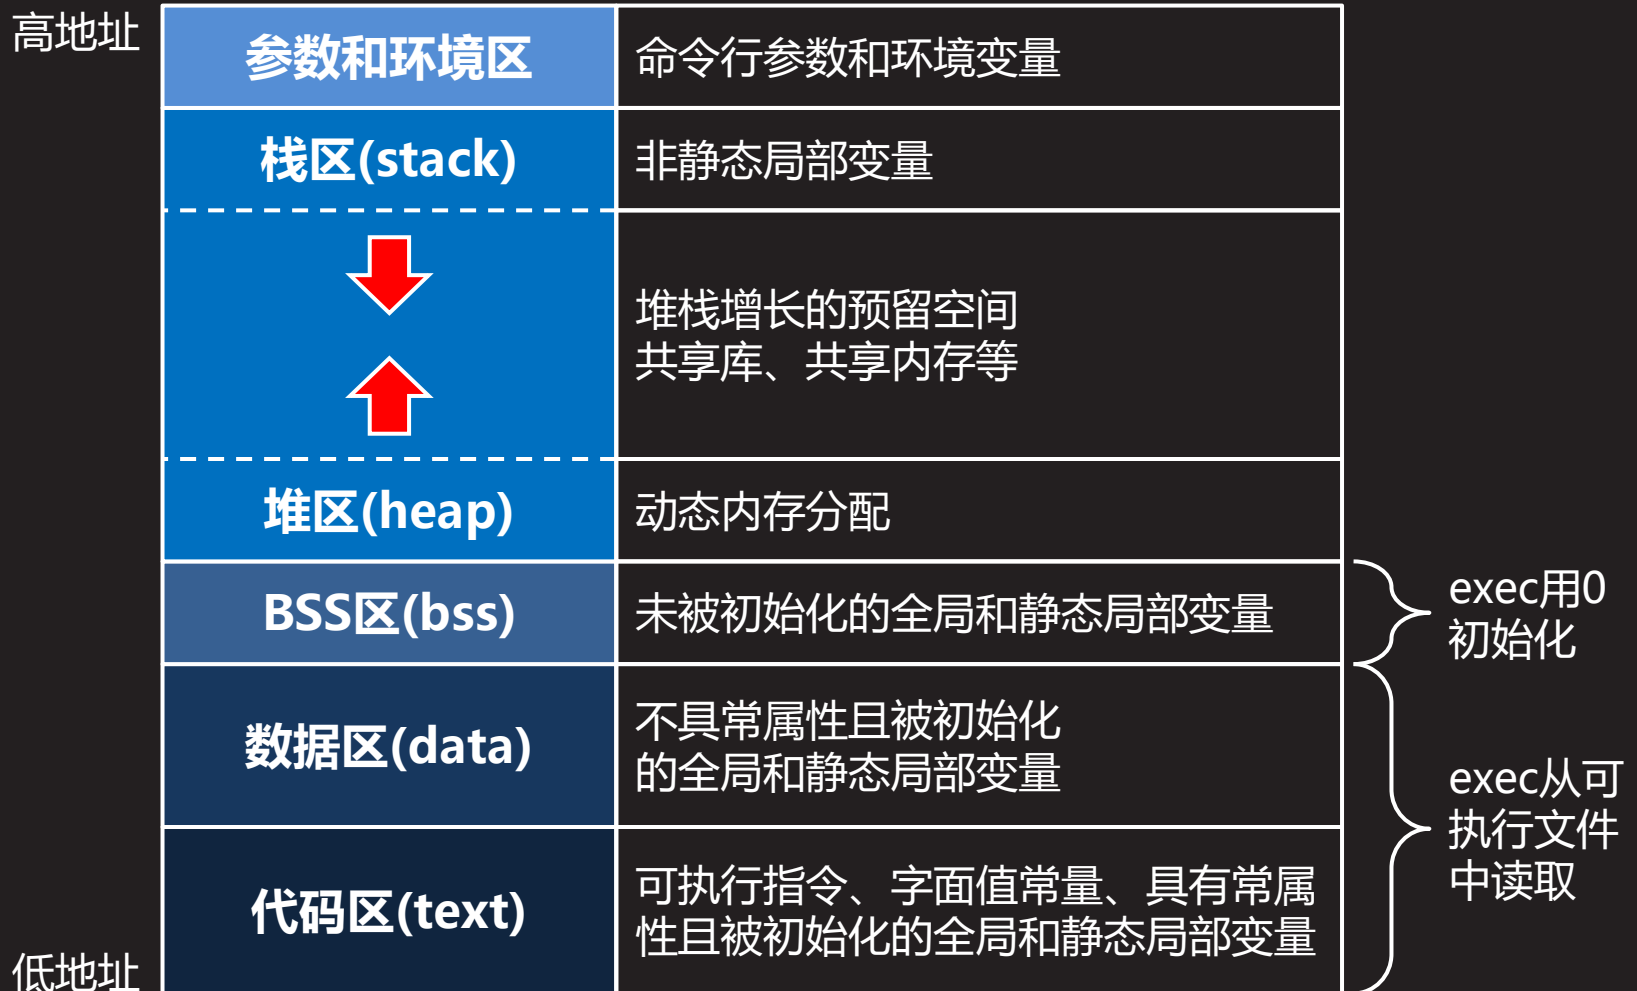 高地址
参数和环境区
命令行参数和环境变量
栈区(stack)
非静态局部变量
堆栈增长的预留空间
共享库、共享内存等
堆区(heap)
动态内存分配
BSS区(bss)
未被初始化的全局和静态局部变量
exec用0
初始化
数据区(data)
不具常属性且被初始化
的全局和静态局部变量
exec从可
执行文件
中读取
代码区(text)
可执行指令、字面值常量、具有常属
性且被初始化的全局和静态局部变量
低地址